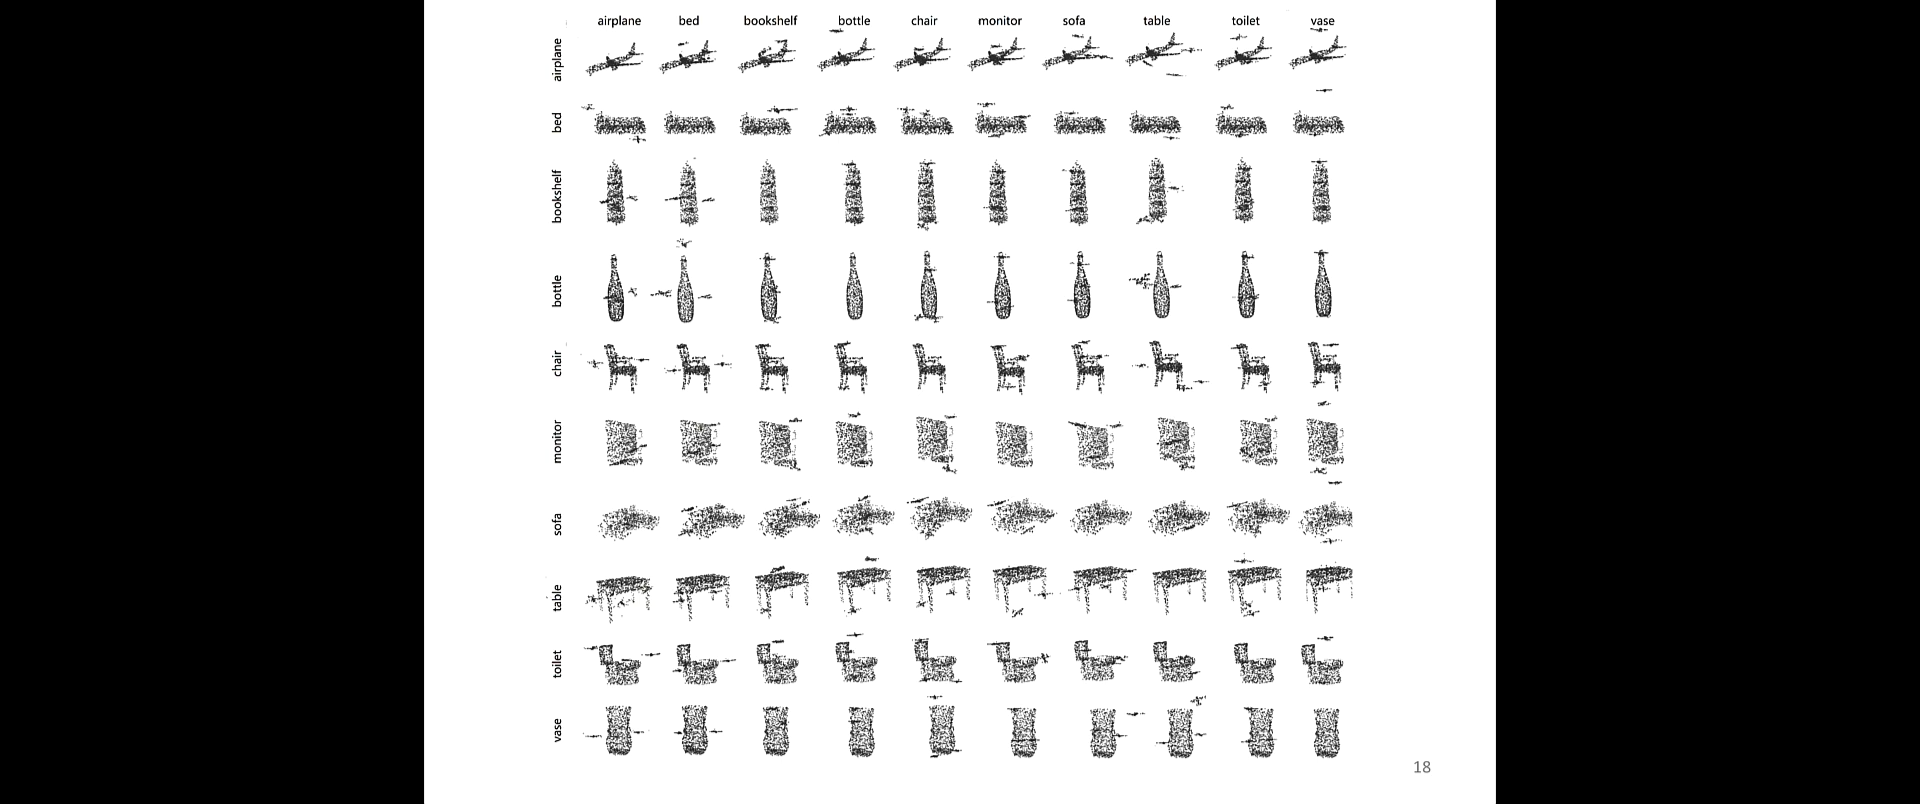 airplane bed bookshelf bottle chair monitor sofa table toilet vase
airplane
bed
bookshelf
bottle
chair
monitor
sofa
table
toilet
vase
18